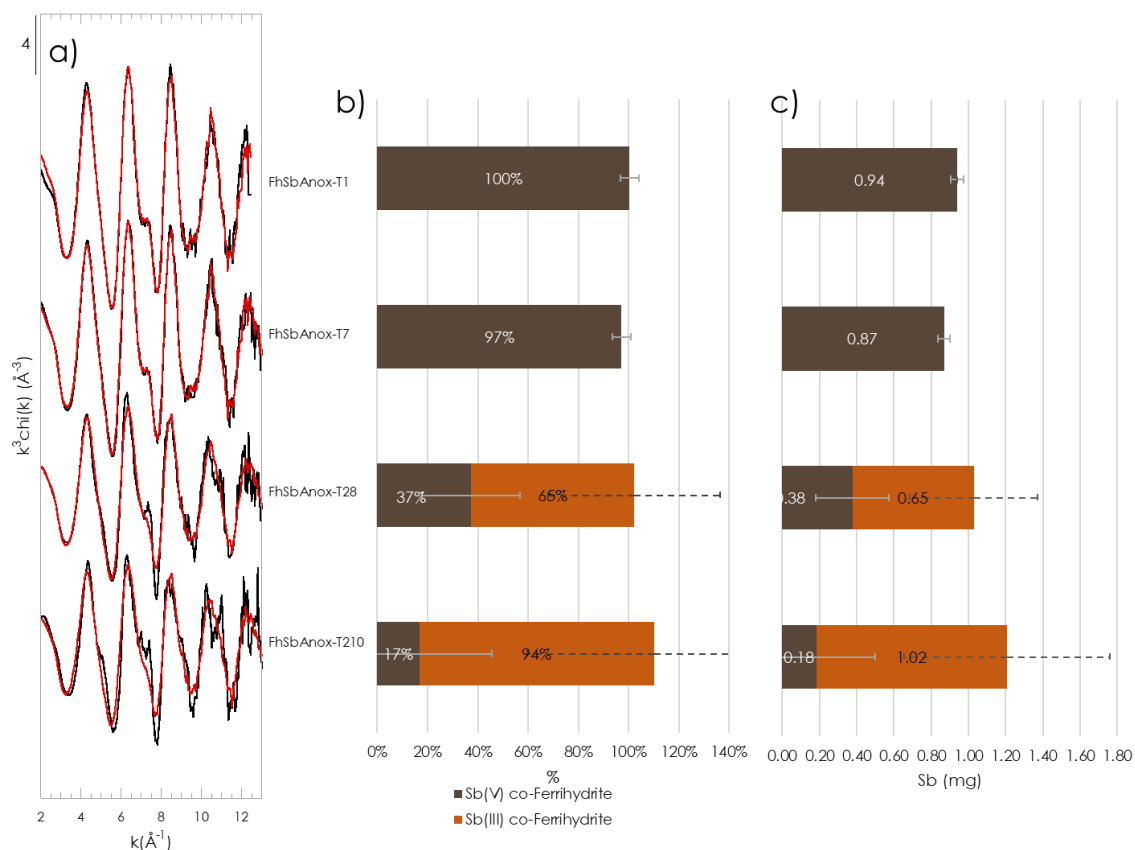 4
a)
k³chi(k) (Å⁻³)
2 4 6 8 10 12
k(Å⁻¹)
FhSbAnox-T1
FhSbAnox-T7
FhSbAnox-T28
FhSbAnox-T210
b)
100%
97%
37% 65%
17% 94%
0% 20% 40% 60% 80% 100% 120% 140%
%
Sb(V) co-Ferrihydrite
Sb(III) co-Ferrihydrite
c)
0.94
0.87
0.38 0.65
0.18 1.02
0.00 0.20 0.40 0.60 0.80 1.00 1.20 1.40 1.60 1.80
Sb (mg)